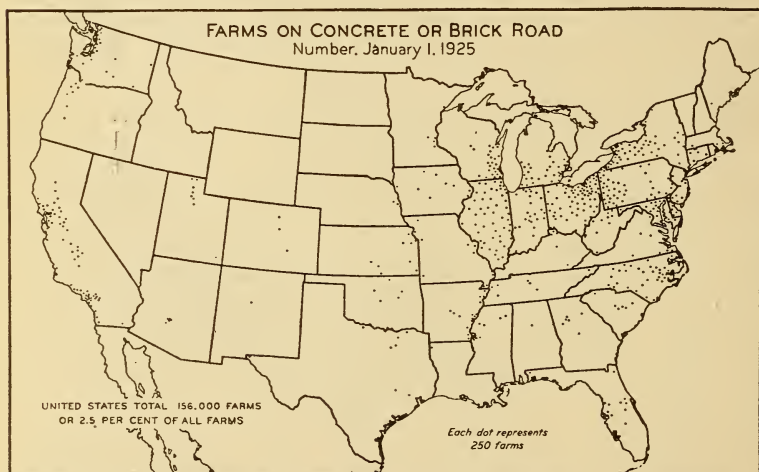 FARMS ON CONCRETE OR BRICK ROAD
Number, January 1, 1925
UNITED STATES TOTAL 156,000 FARMS
OR 2.5 PER CENT OF ALL FARMS
Each dot represents
250 farms